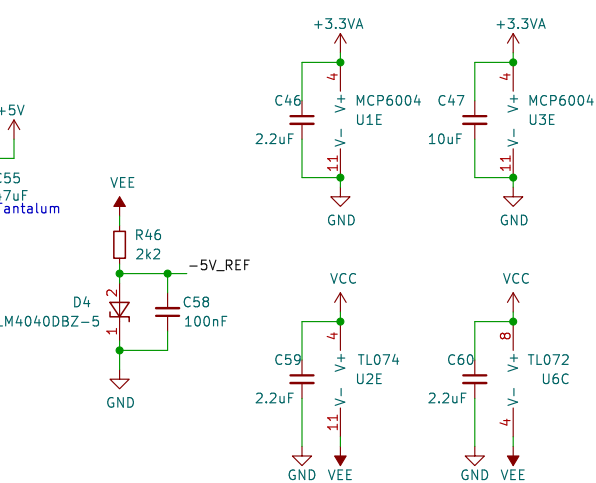 +3.3VA
4
C46
2.2uF
V+
V-
MCP6004
U1E
11
GND
+3.3VA
4
C47
10uF
V+
V-
MCP6004
U3E
11
GND
+5V
C55
47uF
Tantalum
VEE
R46
2k2
-5V_REF
2
D4
LM4040DBZ-5
1
C58
100nF
GND
VCC
4
C59
2.2uF
V+
V-
TL074
U2E
11
GND
VEE
VCC
8
C60
2.2uF
V+
V-
TL072
U6C
4
GND
VEE